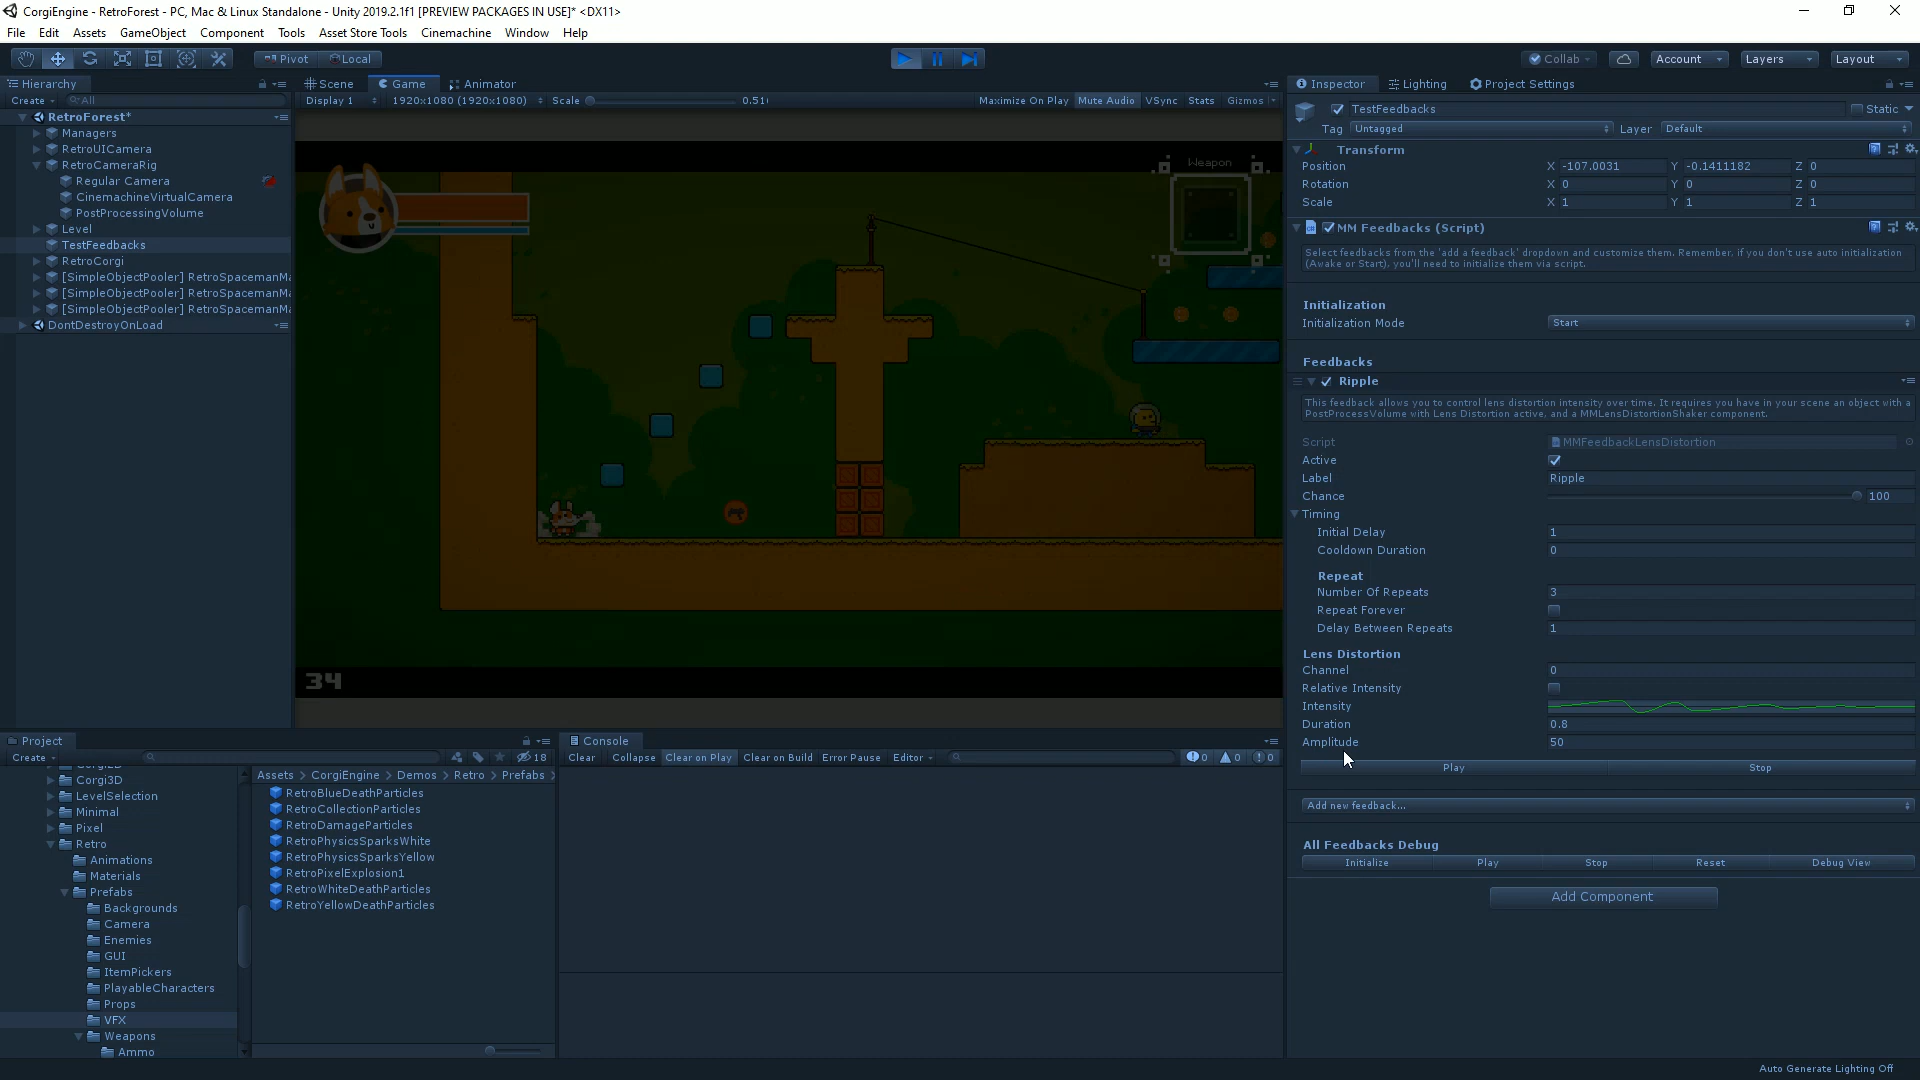 CorgiEngine - RetroForest - PC, Mac & Linux Standalone - Unity 2019.2.1f1 [PREVIEW PACKAGES IN USE]* <DX11>
File Edit Assets GameObject Component Tools Asset Store Tools Cinemachine Window Help
Pivot Local Collab Account Layers Layout
Hierarchy
Create All
RetroForest*
Managers
RetroUICamera
RetroCameraRig
Regular Camera
CinemachineVirtualCamera
PostProcessingVolume
Level
TestFeedbacks
RetroCorgi
[SimpleObjectPooler] RetroSpacemanMa
[SimpleObjectPooler] RetroSpacemanMa
[SimpleObjectPooler] RetroSpacemanMa
DontDestroyOnLoad
Scene Game Animator
Display 1 1920x1080 (1920x1080) Scale 0.51 Maximize On Play Mute Audio VSync Stats Gizmos
Weapon
34
Inspector Lighting Project Settings
TestFeedbacks Static
Tag Untagged Layer Default
Transform
Position X -107.0031 Y -0.1411182 Z 0
Rotation X 0 Y 0 Z 0
Scale X 1 Y 1 Z 1
MM Feedbacks (Script)
Select feedbacks from the 'add a feedback' dropdown and customize them. Remember, if you don't use auto initialization
(Awake or Start), you'll need to initialize them via script.
Initialization
Initialization Mode Start
Feedbacks
Ripple
This feedback allows you to control lens distortion intensity over time. It requires you have in your scene an object with a
PostProcessVolume with Lens Distortion active, and a MMLensDistortionShaker component.
Script MMFeedbackLensDistortion
Active
Label Ripple
Chance 100
Timing
Initial Delay 1
Cooldown Duration 0
Repeat
Number Of Repeats 3
Repeat Forever
Delay Between Repeats 1
Lens Distortion
Channel 0
Relative Intensity
Intensity
Duration 0.8
Amplitude 50
Play Stop
Add new feedback...
All Feedbacks Debug
Initialize Play Stop Reset Debug View
Add Component
Project
Create 18
Corgi3D
LevelSelection
Minimal
Pixel
Retro
Animations
Materials
Prefabs
Backgrounds
Camera
Enemies
GUI
ItemPickers
PlayableCharacters
Props
VFX
Weapons
Ammo
Assets > CorgiEngine > Demos > Retro > Prefabs >
RetroBlueDeathParticles
RetroCollectionParticles
RetroDamageParticles
RetroPhysicsSparksWhite
RetroPhysicsSparksYellow
RetroPixelExplosion1
RetroWhiteDeathParticles
RetroYellowDeathParticles
Console
Clear Collapse Clear on Play Clear on Build Error Pause Editor 0 0 0
Auto Generate Lighting Off